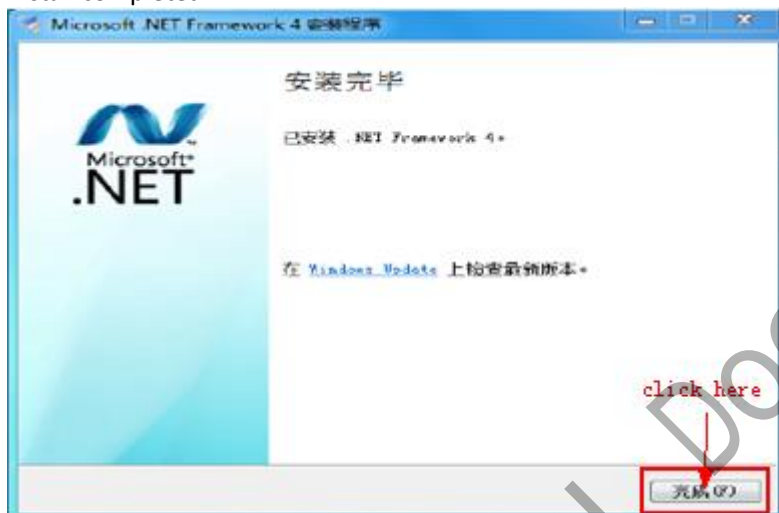 Microsoft .NET Framework 4 安装程序
安装完毕
已安装 .NET Framework 4。
Microsoft®
.NET
在 Windows Update 上检查最新版本。
click here
完成(F)